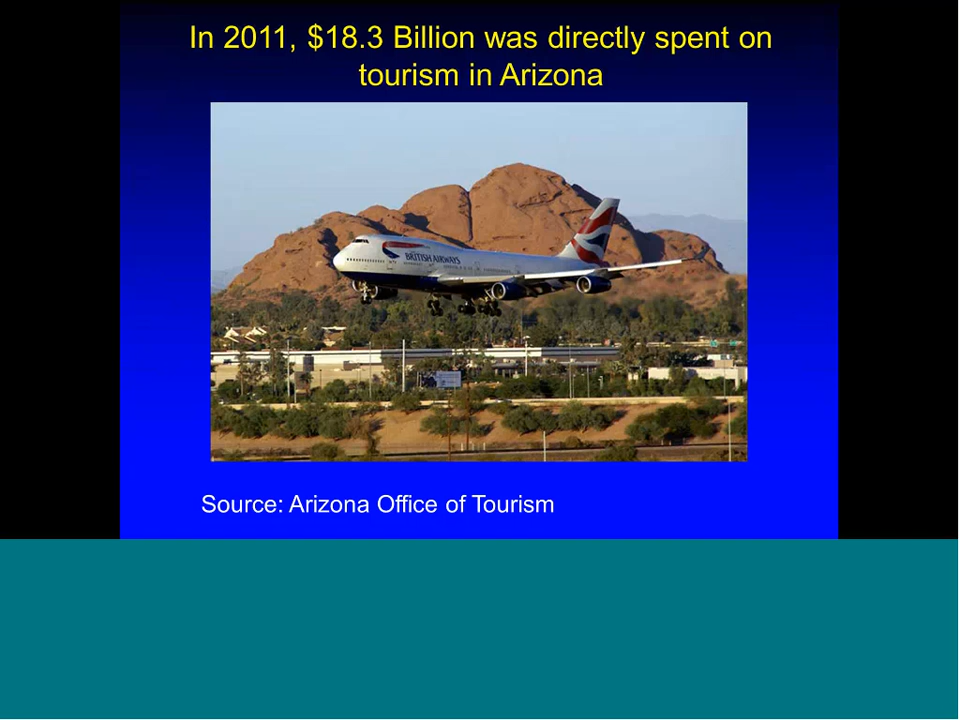 In 2011, $18.3 Billion was directly spent on
tourism in Arizona
BRITISH AIRWAYS
Source: Arizona Office of Tourism